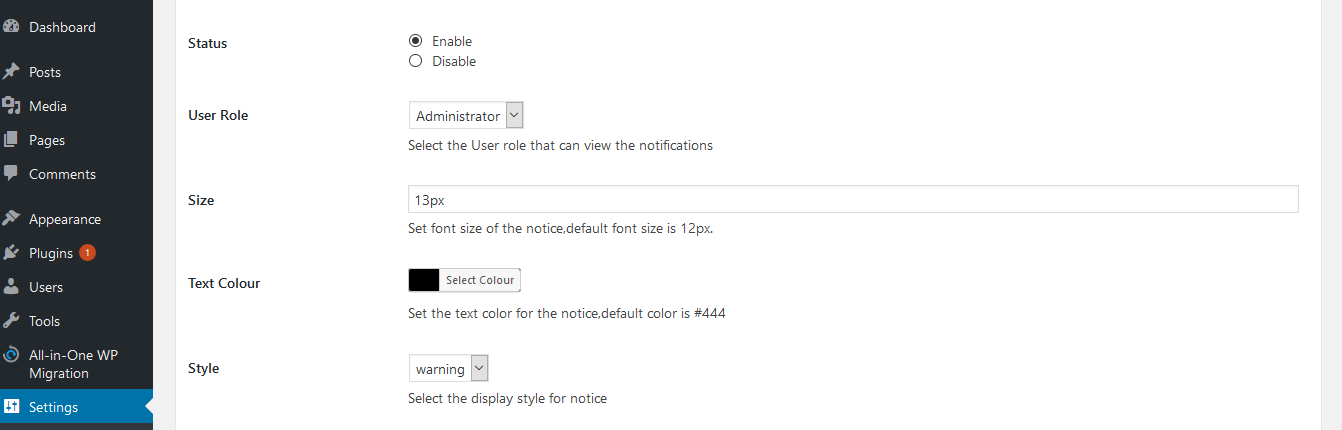 Dashboard
Posts
Media
Pages
Comments
Appearance
Plugins 1
Users
Tools
All-in-One WP
Migration
Settings
Status
Enable
Disable
User Role
Administrator
Select the User role that can view the notifications
Size
13px
Set font size of the notice,default font size is 12px.
Text Colour
Select Colour
Set the text color for the notice,default color is #444
Style
warning
Select the display style for notice